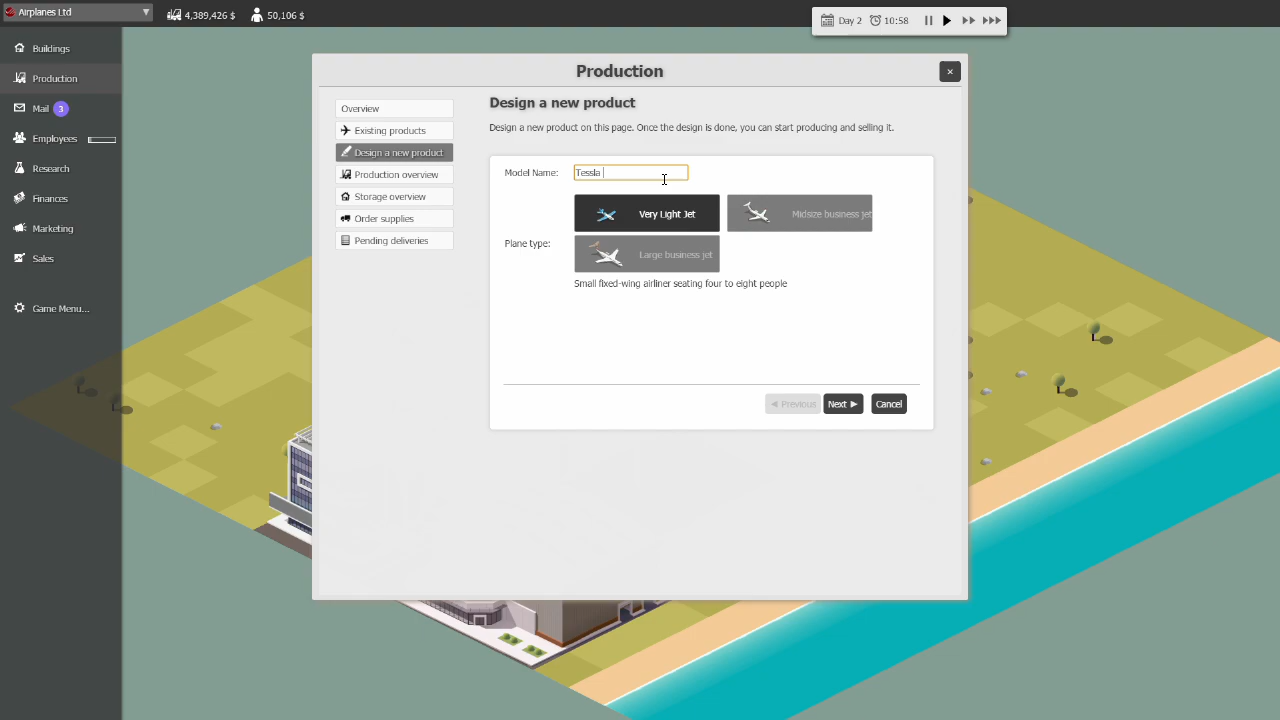 Airplanes Ltd
4,389,426 $
50,106 $
Day 2
10:58
Buildings
Production
Mail 3
Employees
Research
Finances
Marketing
Sales
Game Menu...
Production
Overview
Existing products
Design a new product
Production overview
Storage overview
Order supplies
Pending deliveries
Design a new product
Design a new product on this page. Once the design is done, you can start producing and selling it.
Model Name: Tessla
Very Light Jet
Midsize business jet
Plane type:
Large business jet
Small fixed-wing airliner seating four to eight people
Previous
Next
Cancel